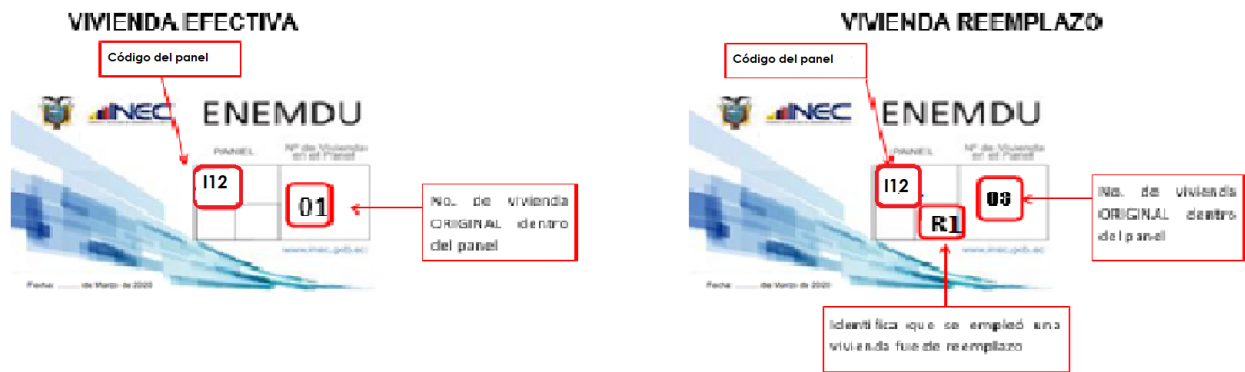 VIVIENDA EFECTIVA
Código del panel
INEC ENEMDU
PANEL Nº de Vivienda
en el Panel
I12
01
No. de vivienda
ORIGINAL dentro
del panel
www.inec.gob.ec
Fecha: de Marzo de 2020
VIVIENDA REEMPLAZO
Código del panel
INEC ENEMDU
PANEL Nº de Vivienda
en el Panel
I12
03
R1
No. de vivienda
ORIGINAL dentro
del panel
www.inec.gob.ec
Fecha: de Marzo de 2020
Identifica que se empleó una
vivienda fue de reemplazo